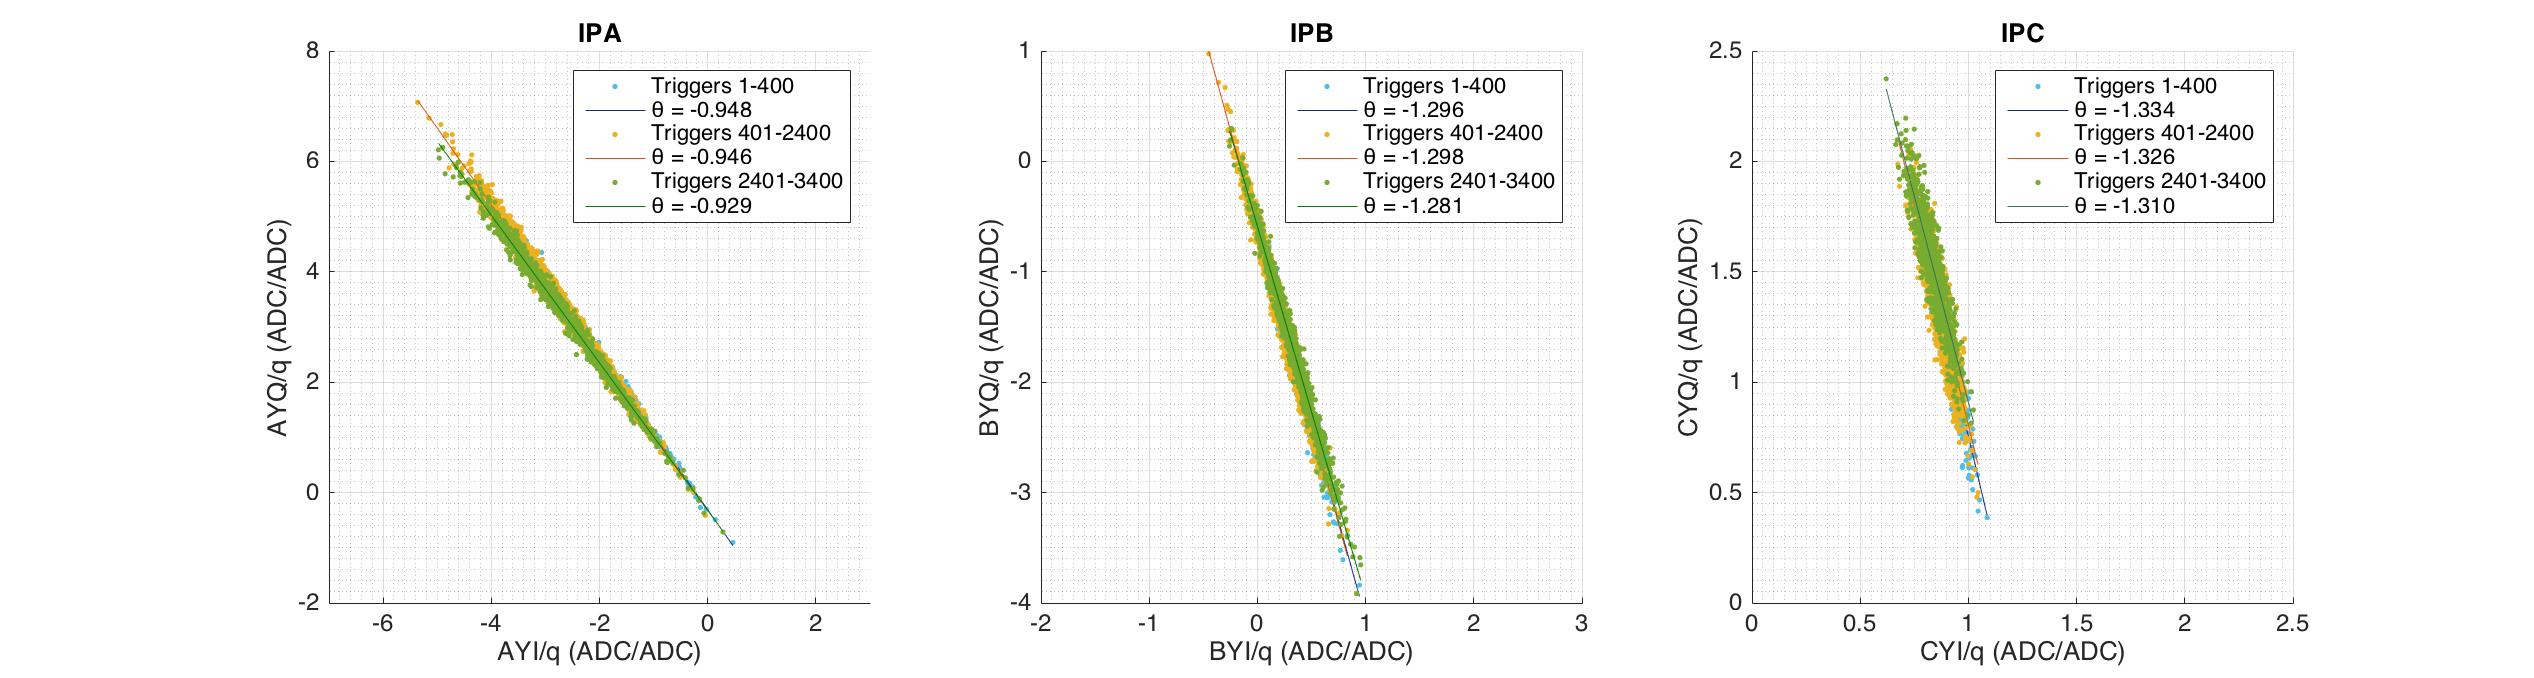 IPA
8
6
4
2
0
-2
-6
-4
-2
0
2
AYQ/q (ADC/ADC)
AYI/q (ADC/ADC)
Triggers 1-400
θ = -0.948
Triggers 401-2400
θ = -0.946
Triggers 2401-3400
θ = -0.929
IPB
1
0
-1
-2
-3
-4
-2
-1
0
1
2
3
BYQ/q (ADC/ADC)
BYI/q (ADC/ADC)
Triggers 1-400
θ = -1.296
Triggers 401-2400
θ = -1.298
Triggers 2401-3400
θ = -1.281
IPC
2.5
2
1.5
1
0.5
0
0
0.5
1
1.5
2
2.5
CYQ/q (ADC/ADC)
CYI/q (ADC/ADC)
Triggers 1-400
θ = -1.334
Triggers 401-2400
θ = -1.326
Triggers 2401-3400
θ = -1.310